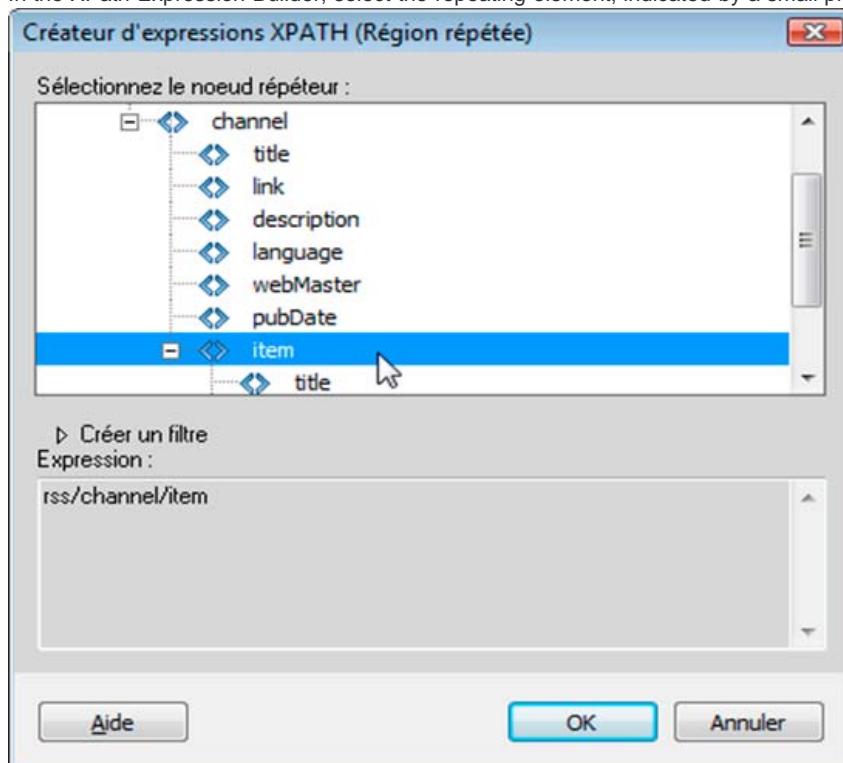 Créateur d'expressions XPATH (Région répétée)
Sélectionnez le noeud répéteur :
channel
title
link
description
language
webMaster
pubDate
item
title
Créer un filtre
Expression :
rss/channel/item
Aide
OK
Annuler